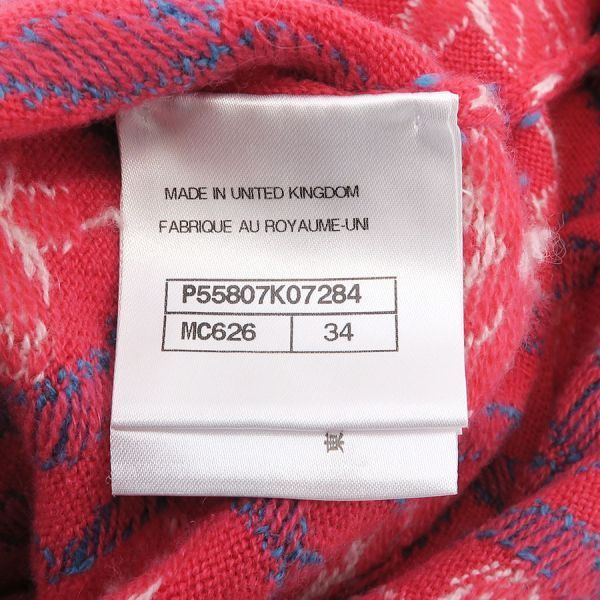 MADE IN UNITED KINGDOM
FABRIQUE AU ROYAUME-UNI
P55807K07284
MC626 34